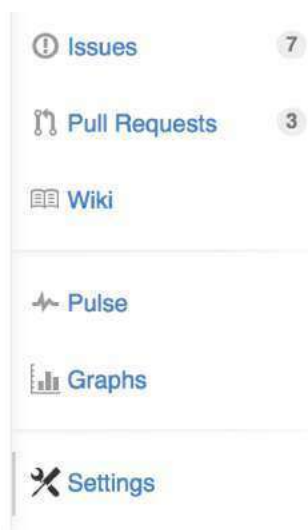 Issues 7
Pull Requests 3
Wiki
Pulse
Graphs
Settings